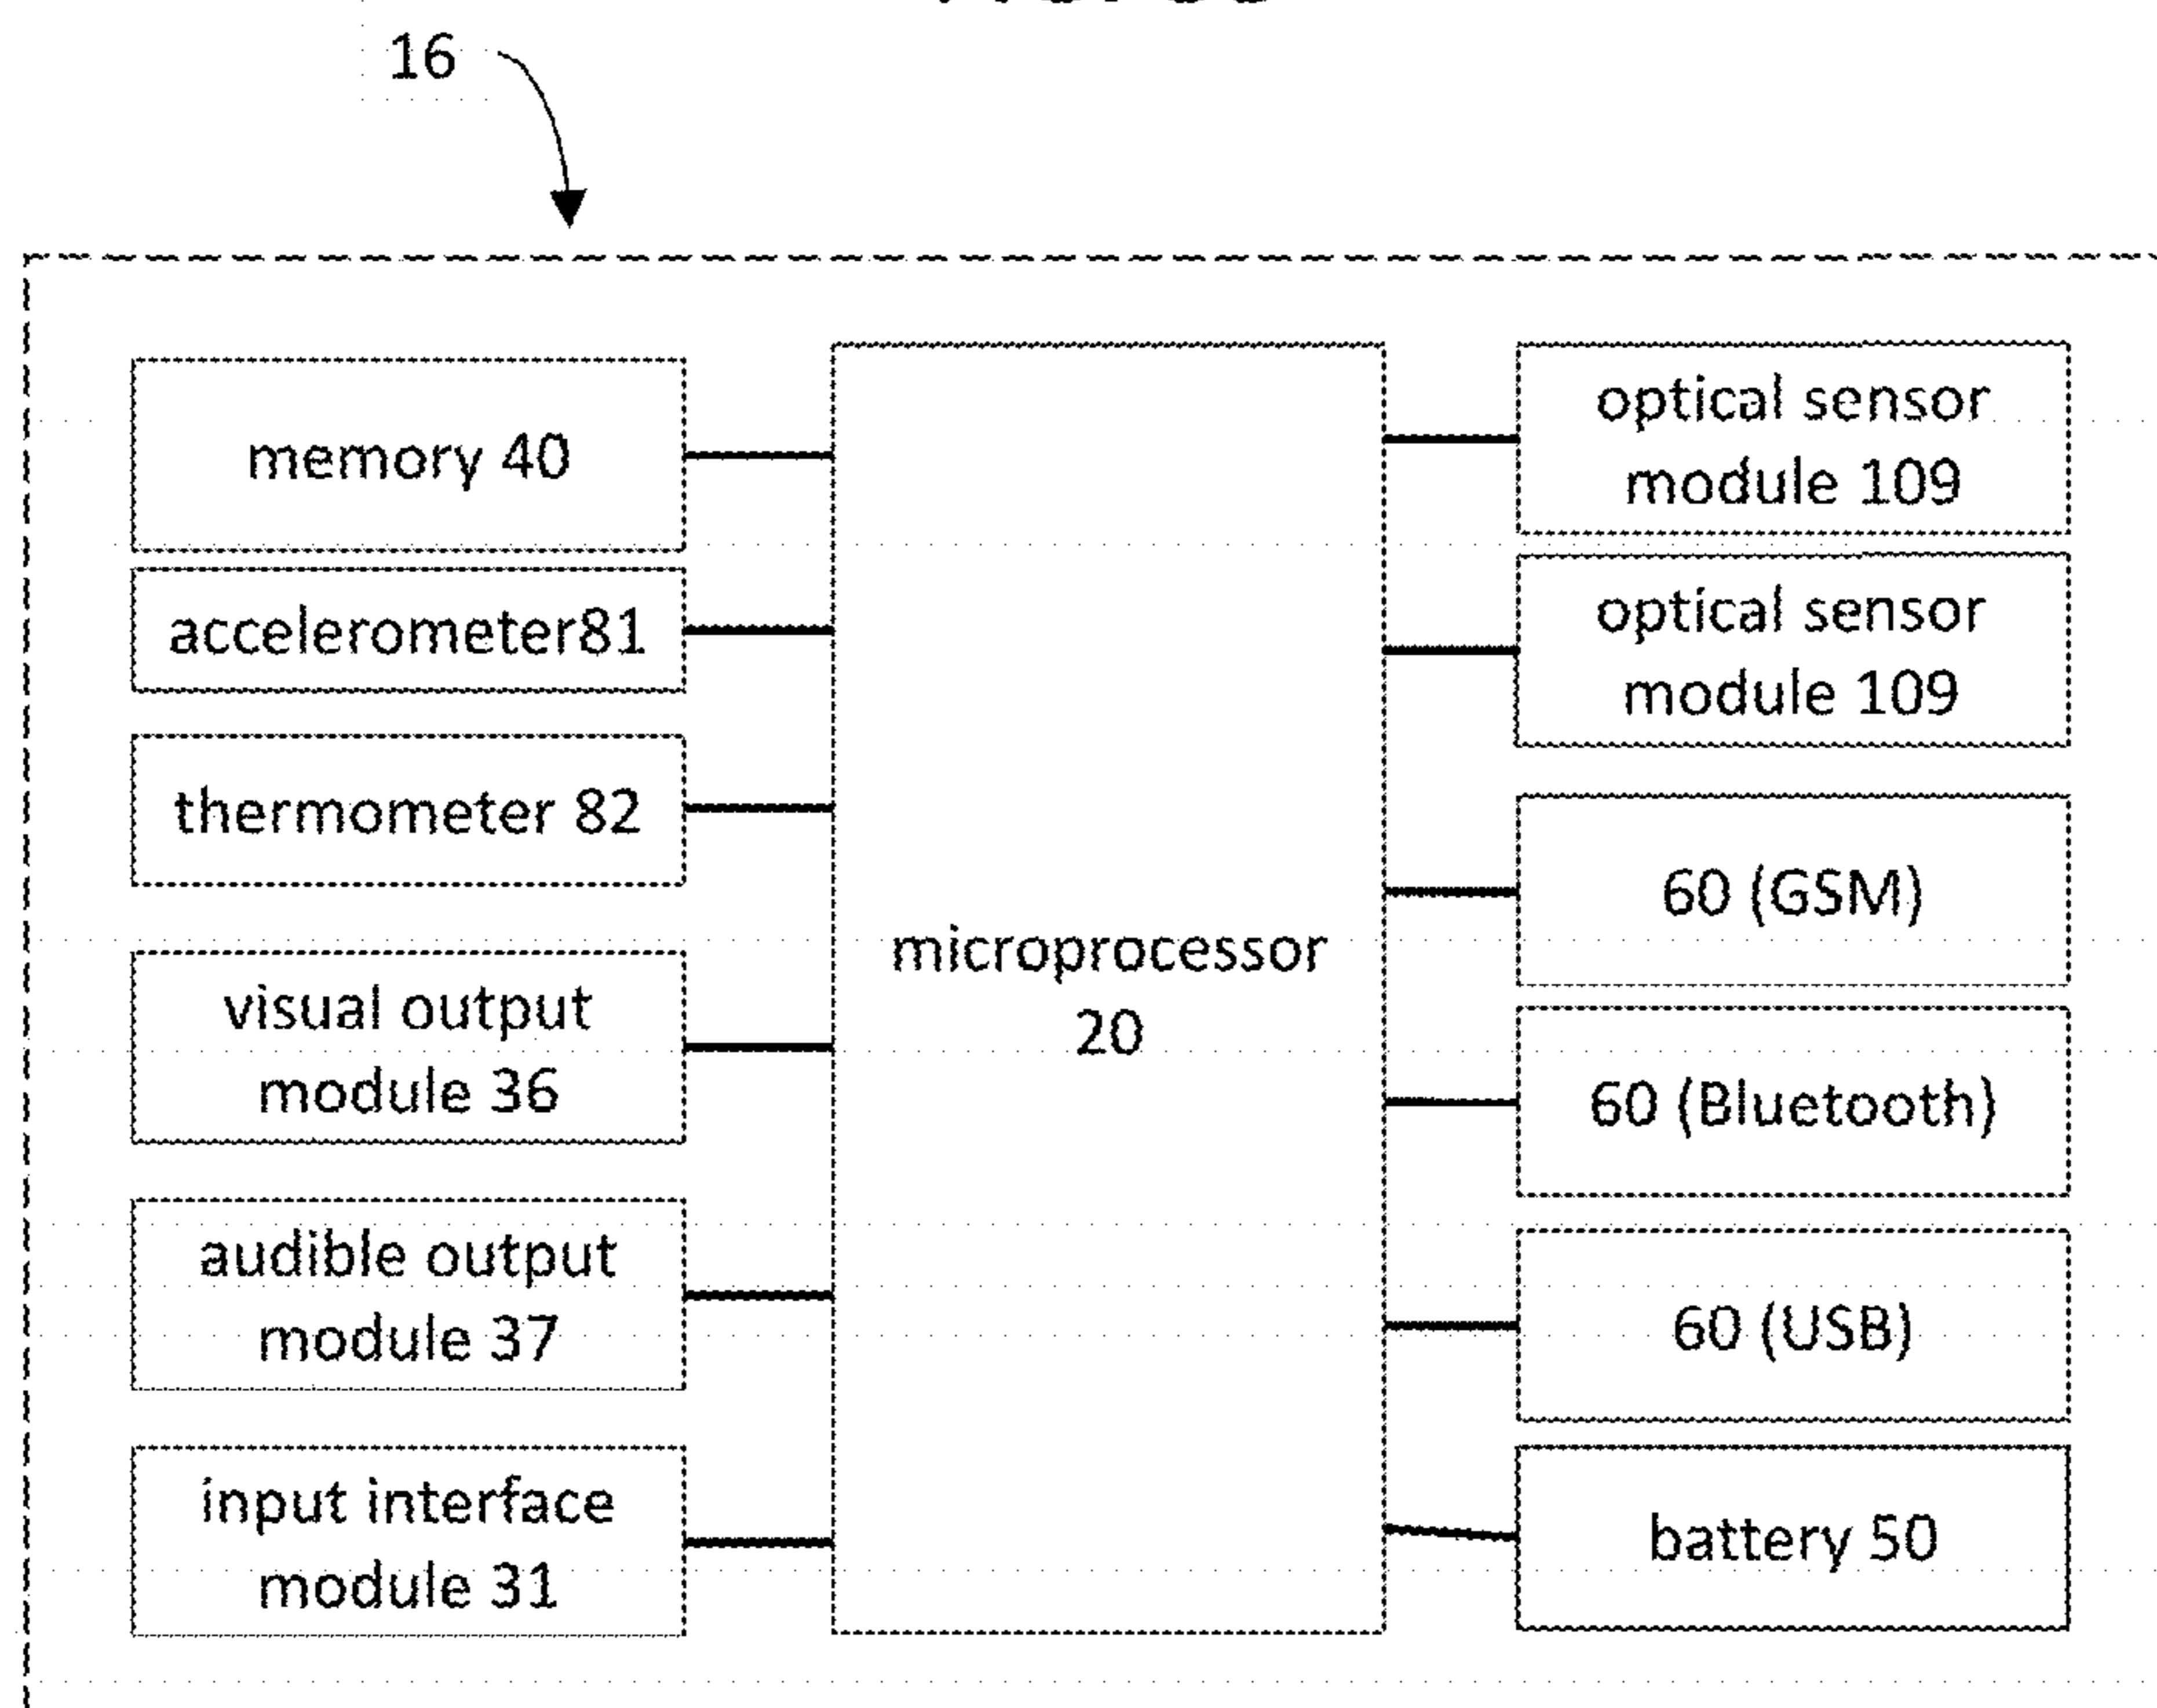 16
memory 40
accelerometer81
thermometer 82
visual output
module 36
audible output
module 37
input interface
module 31
microprocessor
20
optical sensor
module 109
optical sensor
module 109
60 (GSM)
60 (Bluetooth)
60 (USB)
battery 50